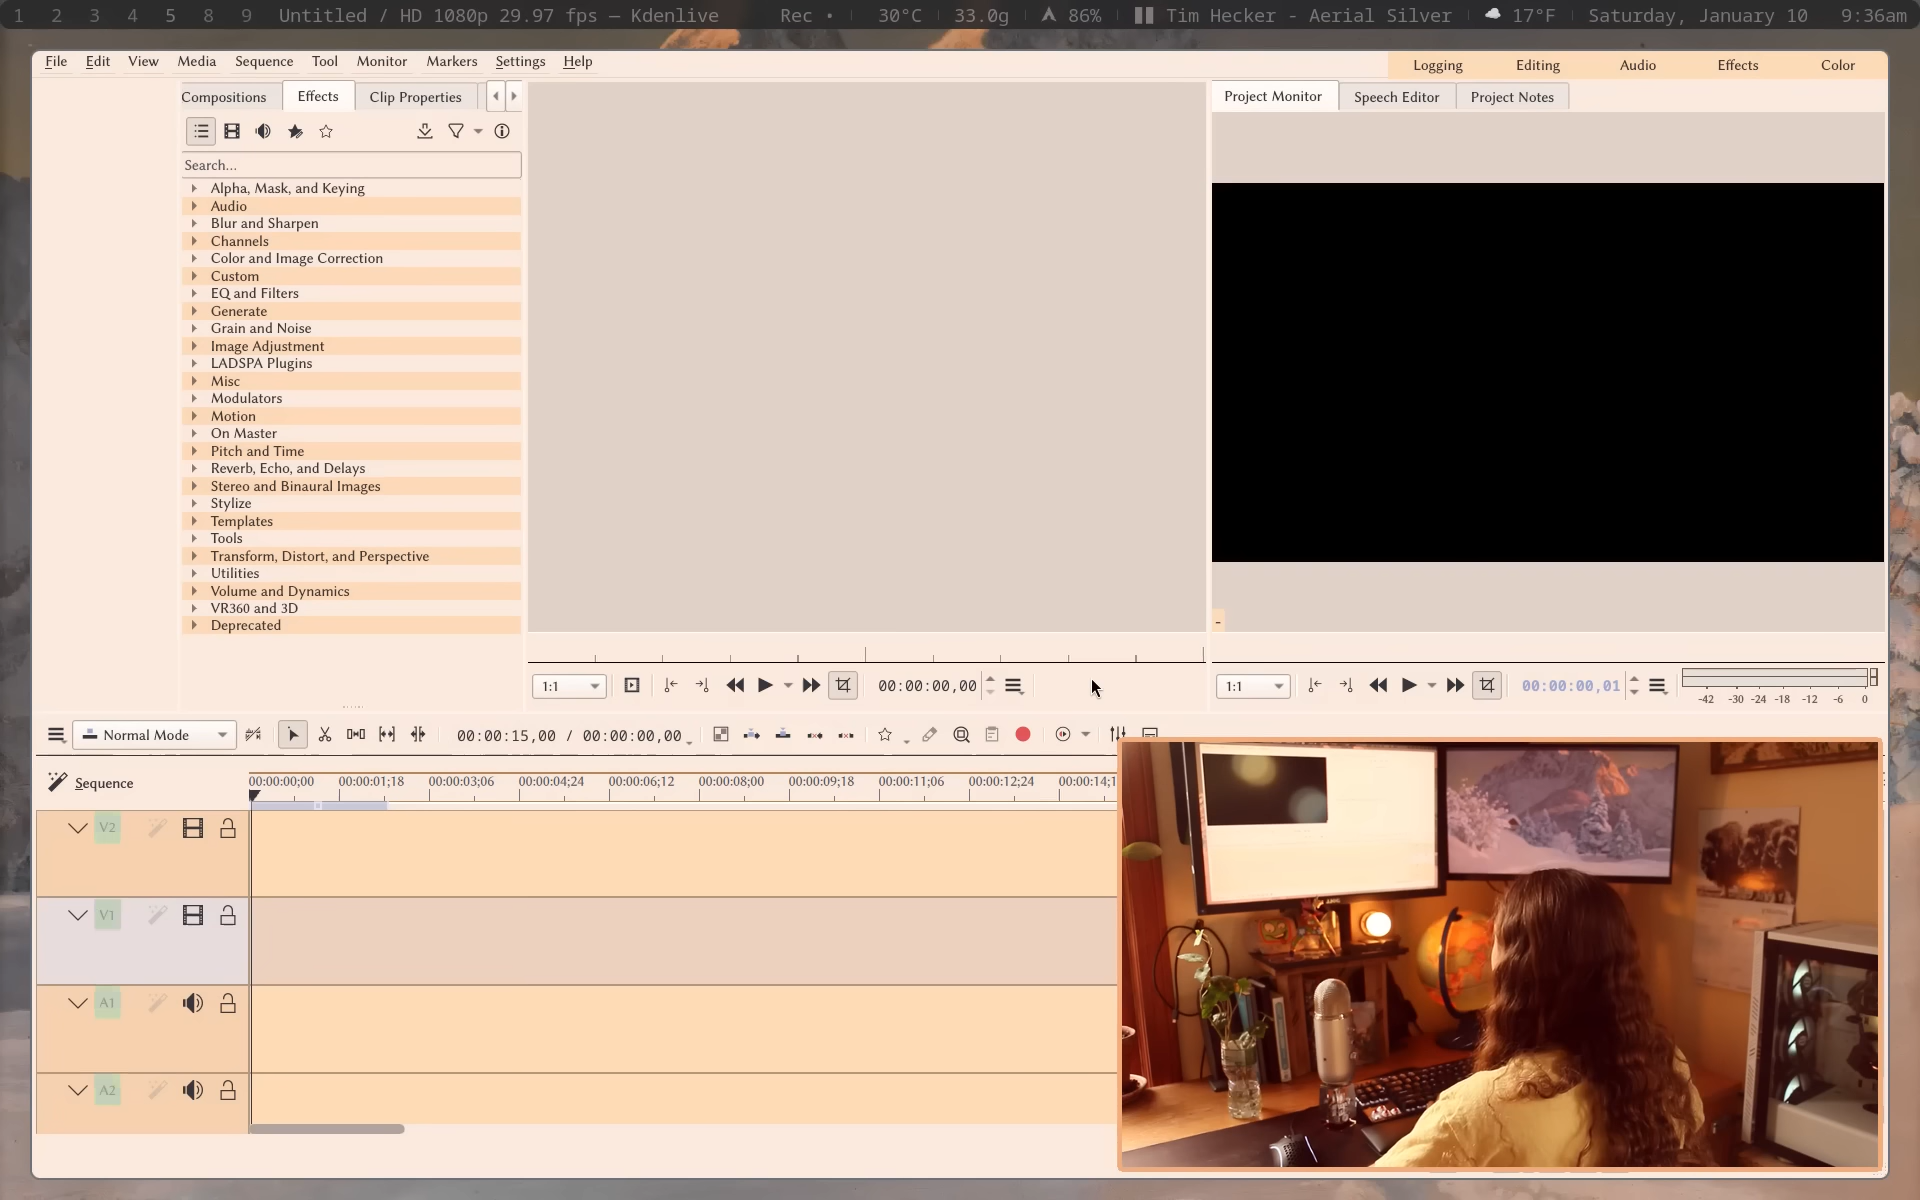 1 2 3 4 5 8 9 Untitled / HD 1080p 29.97 fps — Kdenlive Rec • 30°C 33.0g 86% Tim Hecker - Aerial Silver 17°F Saturday, January 10 9:36am
File Edit View Media Sequence Tool Monitor Markers Settings Help
Logging Editing Audio Effects Color
Compositions Effects Clip Properties
Project Monitor Speech Editor Project Notes
Search...
Alpha, Mask, and Keying
Audio
Blur and Sharpen
Channels
Color and Image Correction
Custom
EQ and Filters
Generate
Grain and Noise
Image Adjustment
LADSPA Plugins
Misc
Modulators
Motion
On Master
Pitch and Time
Reverb, Echo, and Delays
Stereo and Binaural Images
Stylize
Templates
Tools
Transform, Distort, and Perspective
Utilities
Volume and Dynamics
VR360 and 3D
Deprecated
-
1:1 00:00:00,00
1:1 00:00:00,01
-42 -30 -24 -18 -12 -6 0
Normal Mode 00:00:15,00 / 00:00:00,00
Sequence
00:00:00;00 00:00:01;18 00:00:03;06 00:00:04;24 00:00:06;12 00:00:08;00 00:00:09;18 00:00:11;06 00:00:12;24 00:00:14;1
V2
V1
A1
A2